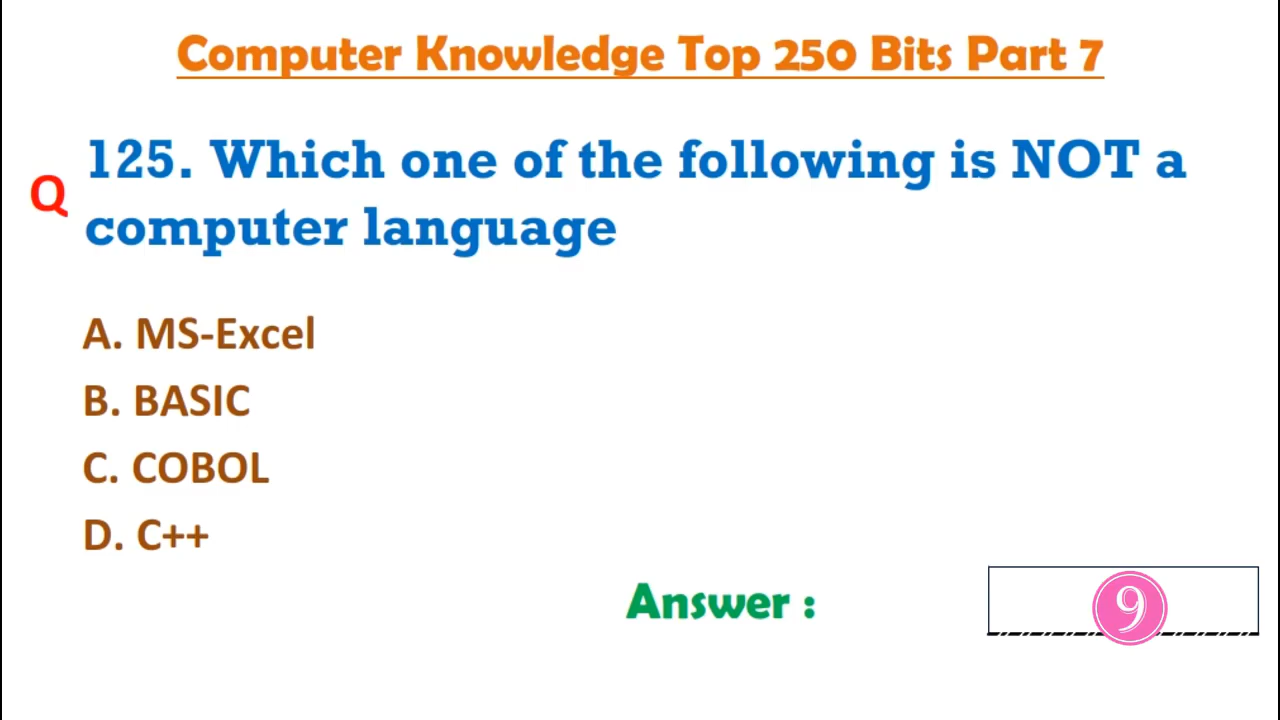 Computer Knowledge Top 250 Bits Part 7
125. Which one of the following is NOT a
Q
computer language
A. MS-Excel
B. BASIC
C. COBOL
D. C++
Answer :
9